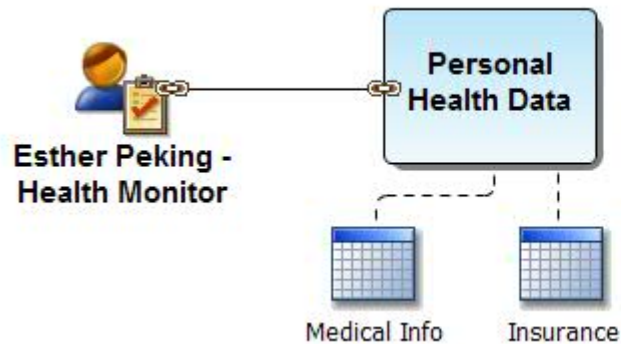 Personal
Health Data
Esther Peking -
Health Monitor
Medical Info
Insurance